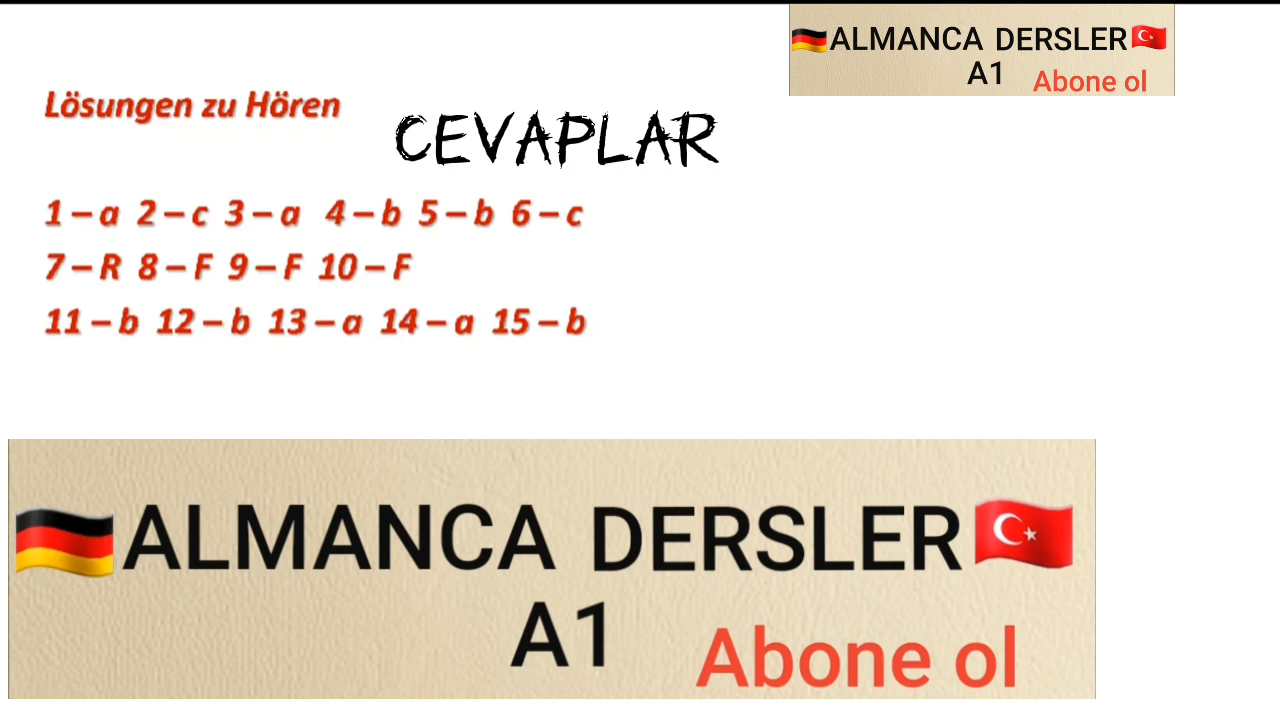 🇩🇪ALMANCA DERSLER🇹🇷
A1 Abone ol
Lösungen zu Hören
CEVAPLAR
1 – a 2 – c 3 – a 4 – b 5 – b 6 – c
7 – R 8 – F 9 – F 10 – F
11 – b 12 – b 13 – a 14 – a 15 – b
🇩🇪ALMANCA DERSLER🇹🇷
A1 Abone ol